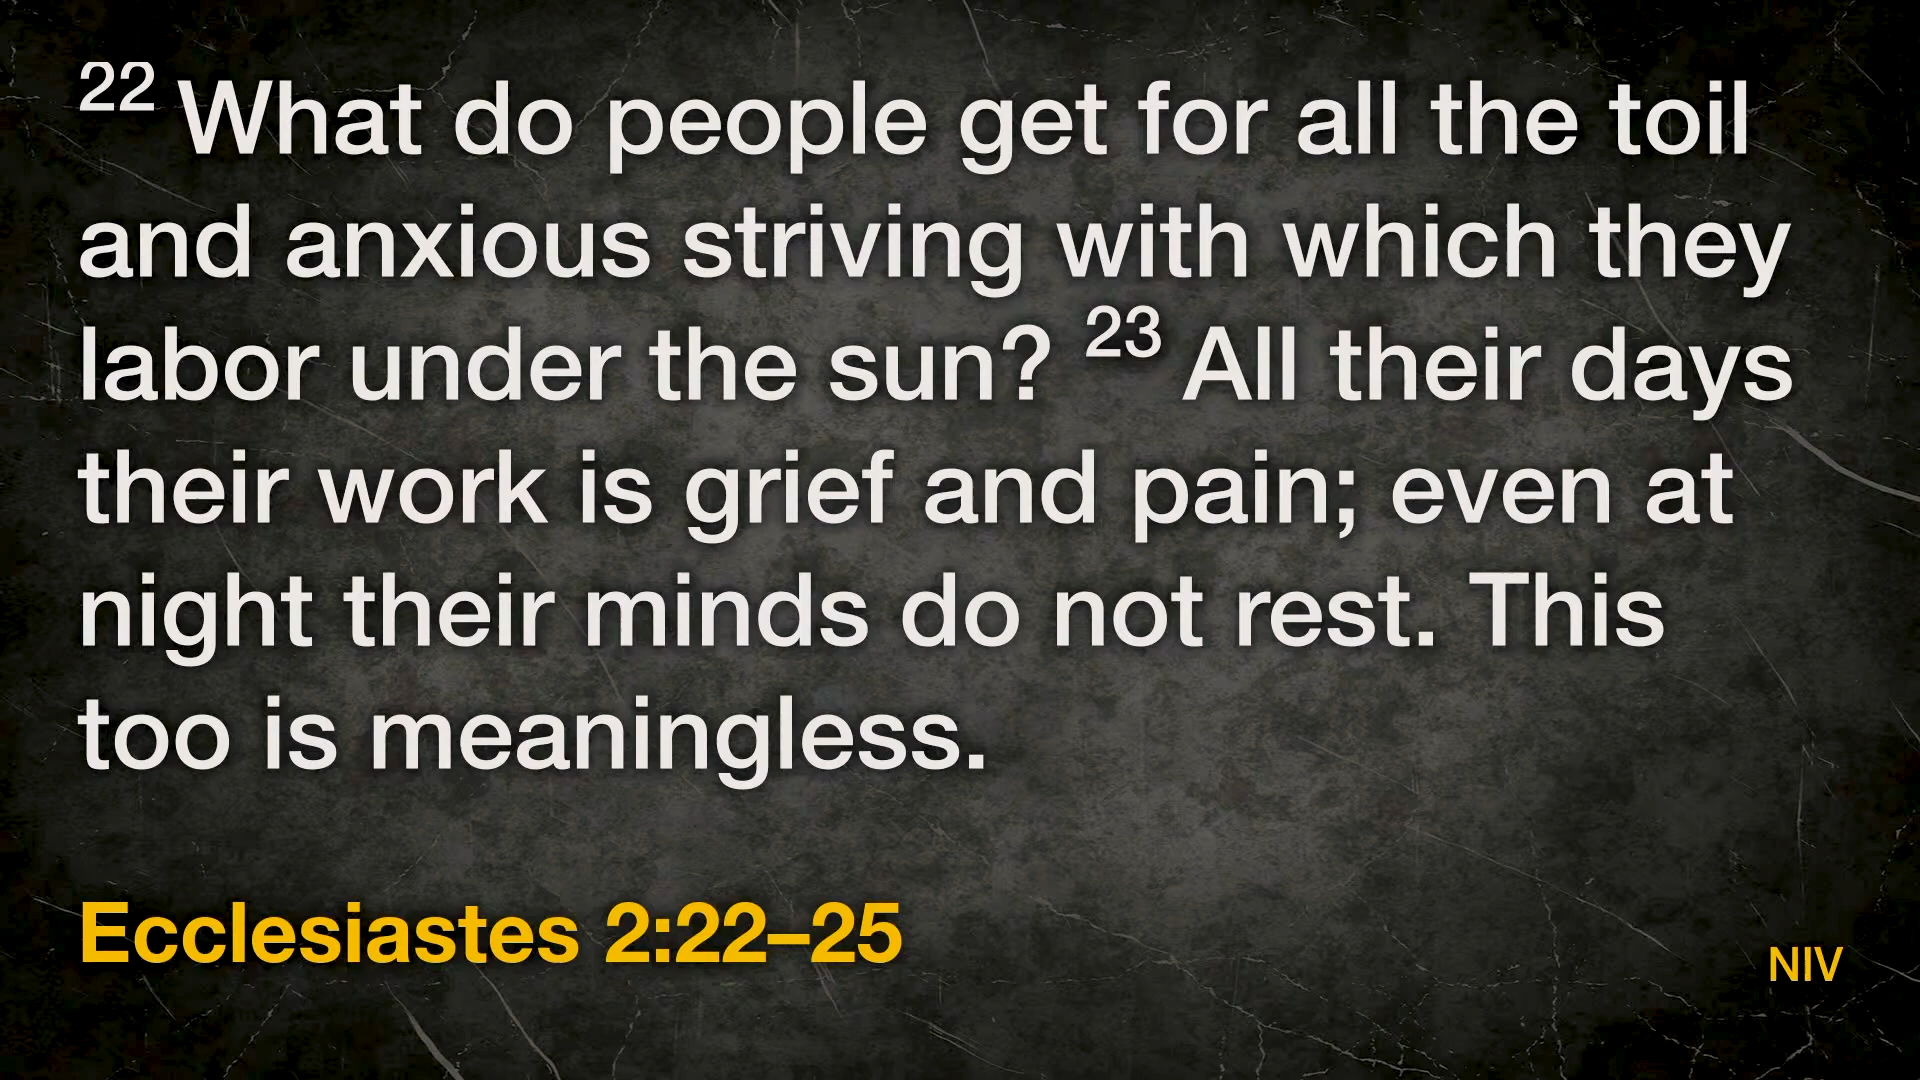 22 What do people get for all the toil
and anxious striving with which they
labor under the sun? 23 All their days
their work is grief and pain; even at
night their minds do not rest. This
too is meaningless.
Ecclesiastes 2:22–25
NIV